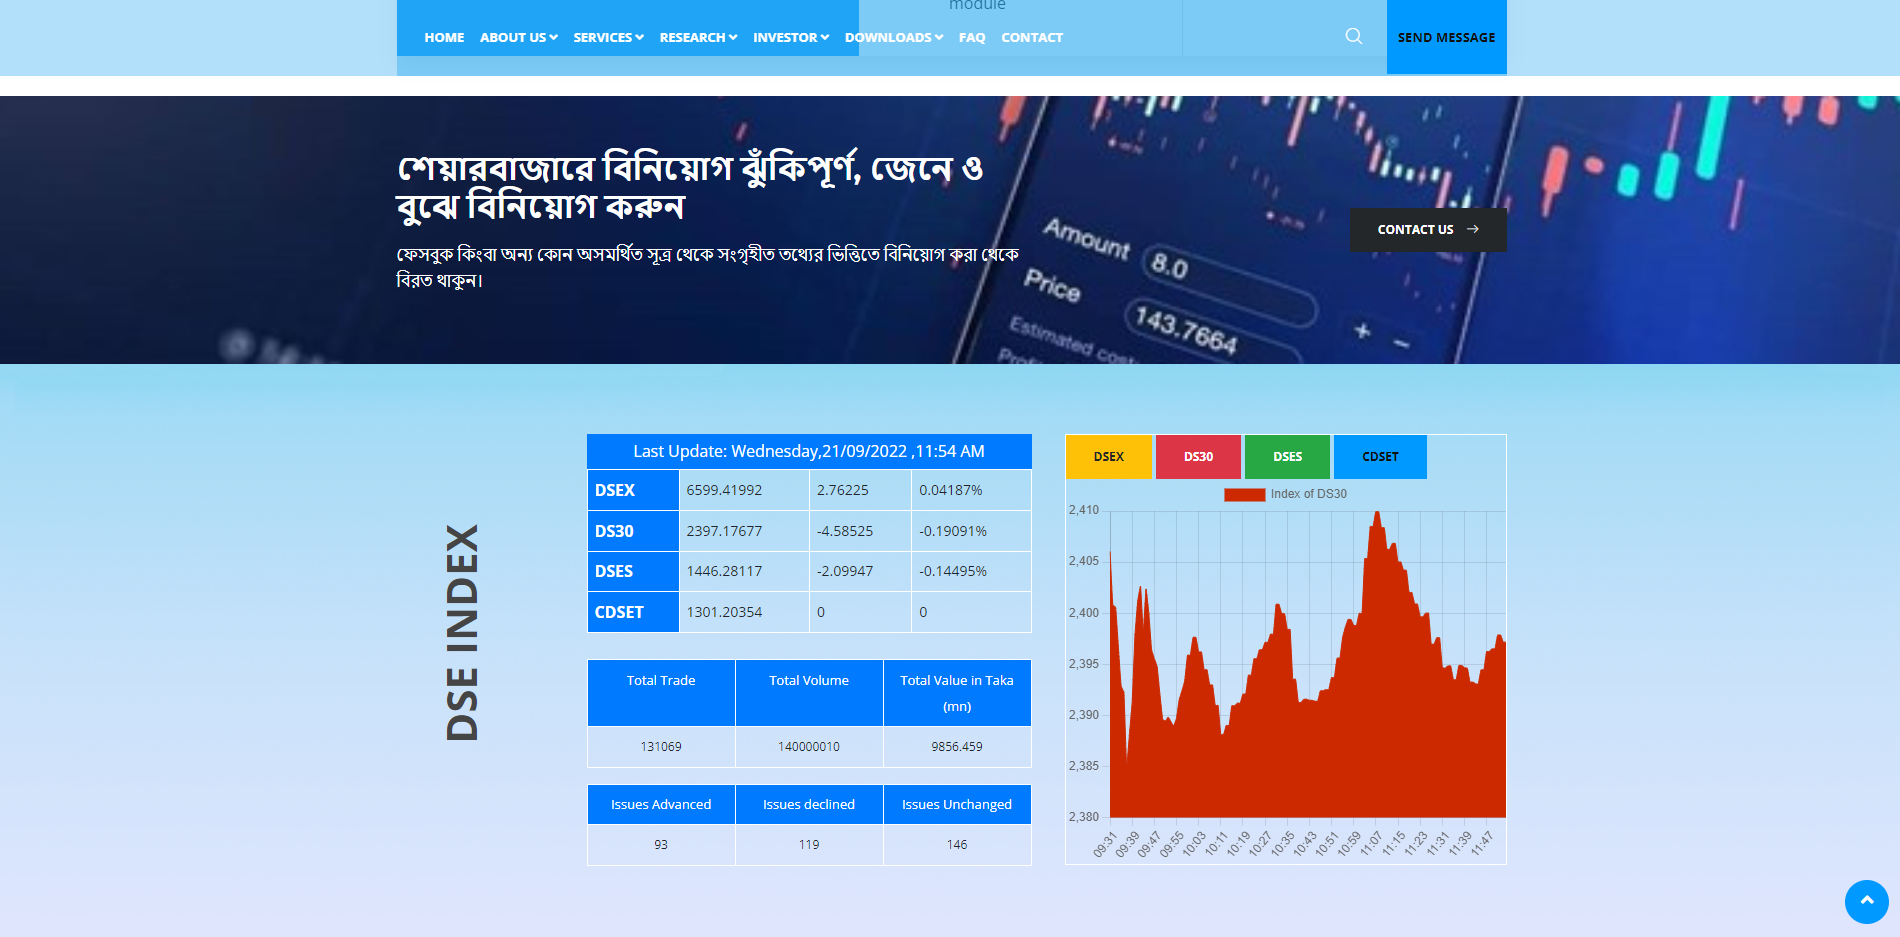 module
HOME ABOUT US SERVICES RESEARCH INVESTOR DOWNLOADS FAQ CONTACT
SEND MESSAGE
শেয়ারবাজারে বিনিয়োগ ঝুঁকিপূর্ণ, জেনে ও
বুঝে বিনিয়োগ করুন
ফেসবুক কিংবা অন্য কোন অসমর্থিত সূত্র থেকে সংগৃহীত তথ্যের ভিত্তিতে বিনিয়োগ করা থেকে
বিরত থাকুন।
CONTACT US
Amount 8.0
Price 143.7664
Estimated
DSE INDEX
Last Update: Wednesday,21/09/2022 ,11:54 AM
DSEX 6599.41992 2.76225 0.04187%
DS30 2397.17677 -4.58525 -0.19091%
DSES 1446.28117 -2.09947 -0.14495%
CDSET 1301.20354 0 0
Total Trade Total Volume Total Value in Taka
(mn)
131069 140000010 9856.459
Issues Advanced Issues declined Issues Unchanged
93 119 146
DSEX DS30 DSES CDSET
Index of DS30
2,410
2,405
2,400
2,395
2,390
2,385
2,380
09:31 09:39 09:47 09:55 10:03 10:11 10:19 10:27 10:35 10:43 10:51 10:59 11:07 11:15 11:23 11:31 11:39 11:47